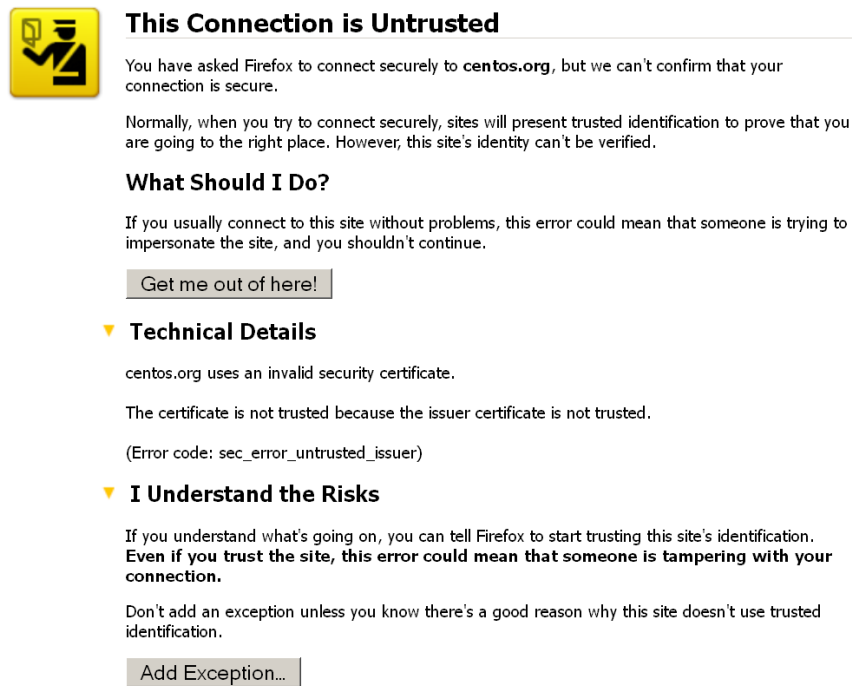 This Connection is Untrusted
You have asked Firefox to connect securely to centos.org, but we can't confirm that your
connection is secure.
Normally, when you try to connect securely, sites will present trusted identification to prove that you
are going to the right place. However, this site's identity can't be verified.
What Should I Do?
If you usually connect to this site without problems, this error could mean that someone is trying to
impersonate the site, and you shouldn't continue.
Get me out of here!
Technical Details
centos.org uses an invalid security certificate.
The certificate is not trusted because the issuer certificate is not trusted.
(Error code: sec_error_untrusted_issuer)
I Understand the Risks
If you understand what's going on, you can tell Firefox to start trusting this site's identification.
Even if you trust the site, this error could mean that someone is tampering with your
connection.
Don't add an exception unless you know there's a good reason why this site doesn't use trusted
identification.
Add Exception...